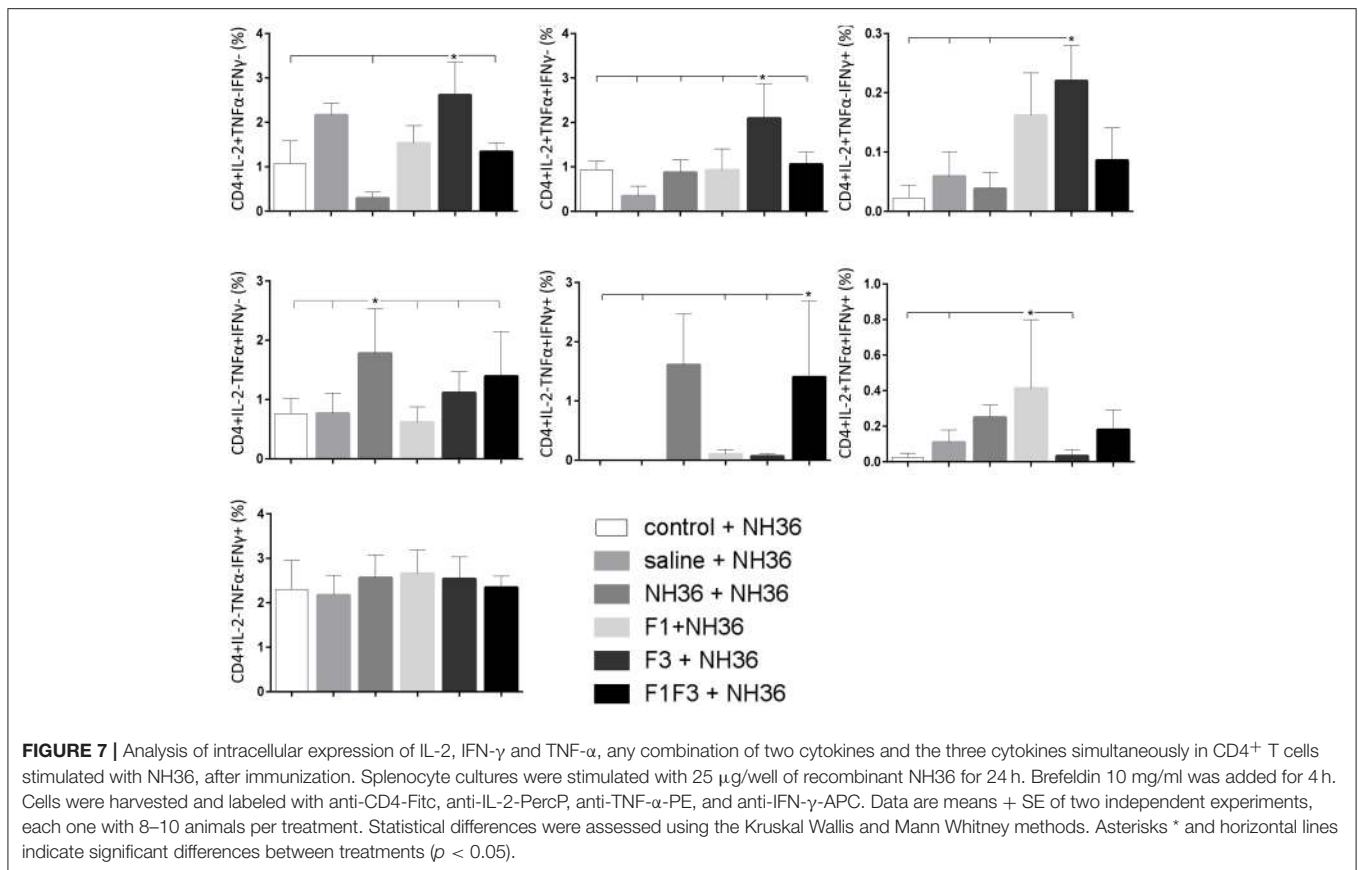 CD4+IL-2+TNFα-IFNγ- (%)
4
3
2
1
0
*
CD4+IL-2+TNFα+IFNγ- (%)
4
3
2
1
0
*
CD4+IL-2+TNFα-IFNγ+ (%)
0.3
0.2
0.1
0.0
*
CD4+IL-2-TNFα+IFNγ- (%)
3
2
1
0
*
CD4+IL-2-TNFα+IFNγ+ (%)
3
2
1
0
*
CD4+IL-2+TNFα+IFNγ+ (%)
1.0
0.8
0.6
0.4
0.2
0.0
*
CD4+IL-2-TNFα-IFNγ+ (%)
4
3
2
1
0
control + NH36
saline + NH36
NH36 + NH36
F1+NH36
F3 + NH36
F1F3 + NH36
FIGURE 7 | Analysis of intracellular expression of IL-2, IFN-γ and TNF-α, any combination of two cytokines and the three cytokines simultaneously in CD4+ T cells
stimulated with NH36, after immunization. Splenocyte cultures were stimulated with 25 μg/well of recombinant NH36 for 24 h. Brefeldin 10 mg/ml was added for 4 h.
Cells were harvested and labeled with anti-CD4-Fitc, anti-IL-2-PercP, anti-TNF-α-PE, and anti-IFN-γ-APC. Data are means + SE of two independent experiments,
each one with 8–10 animals per treatment. Statistical differences were assessed using the Kruskal Wallis and Mann Whitney methods. Asterisks * and horizontal lines
indicate significant differences between treatments (p < 0.05).